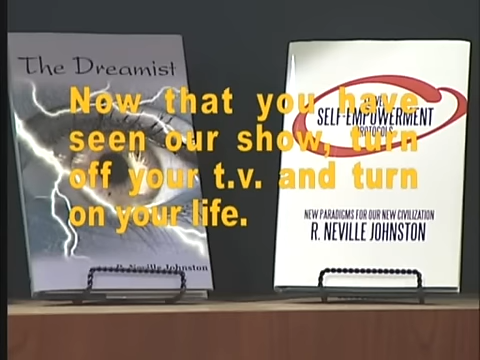 The Dreamist
R. Neville Johnston
SELF-EMPOWERMENT
PROTOCOLS
NEW PARADIGMS FOR OUR NEW CIVILIZATION
R. NEVILLE JOHNSTON
Now that you have
seen our show, turn
off your t.v. and turn
on your life.